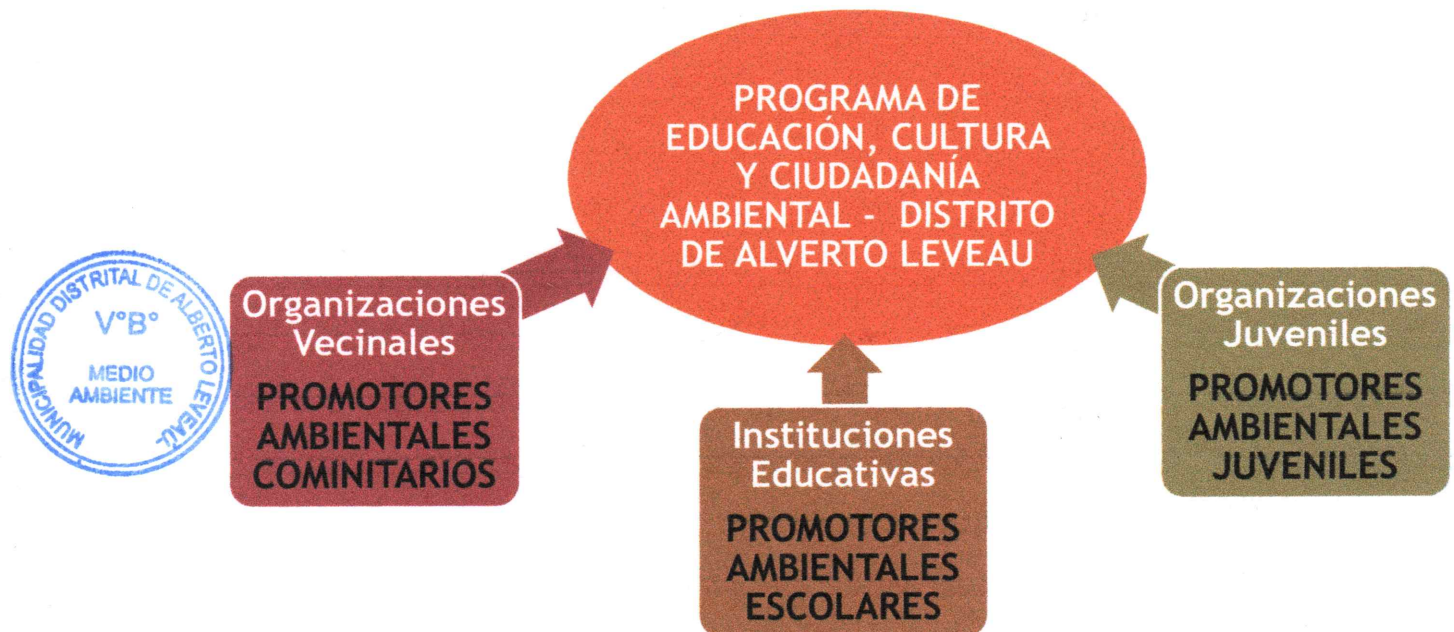 PROGRAMA DE
EDUCACIÓN, CULTURA
Y CIUDADANÍA
AMBIENTAL - DISTRITO
DE ALVERTO LEVEAU
MUNICIPALIDAD DISTRITAL DE ALBERTO LEVEAU-
V°B°
MEDIO
AMBIENTE
Organizaciones
Vecinales
PROMOTORES
AMBIENTALES
COMINITARIOS
Instituciones
Educativas
PROMOTORES
AMBIENTALES
ESCOLARES
Organizaciones
Juveniles
PROMOTORES
AMBIENTALES
JUVENILES